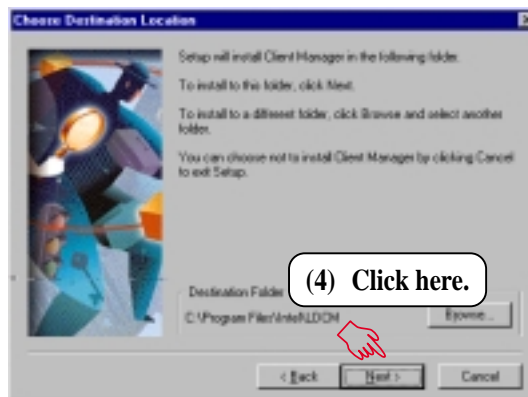 Choose Destination Location
Setup will install Client Manager in the following folder.
To install to this folder, click Next.
To install to a different folder, click Browse and select another
folder.
You can choose not to install Client Manager by clicking Cancel
to exit Setup.
(4) Click here.
Destination Folder
C:\Program Files\Intel\LDCM
Browse...
< Back
Next >
Cancel